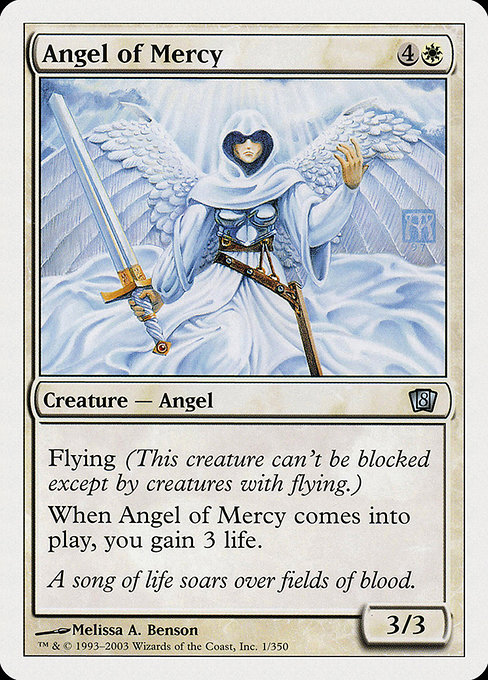 Angel of Mercy 4
Creature — Angel 8
Flying (This creature can't be blocked
except by creatures with flying.)
When Angel of Mercy comes into
play, you gain 3 life.
A song of life soars over fields of blood.
Melissa A. Benson
3/3
™ & © 1993–2003 Wizards of the Coast, Inc. 1/350